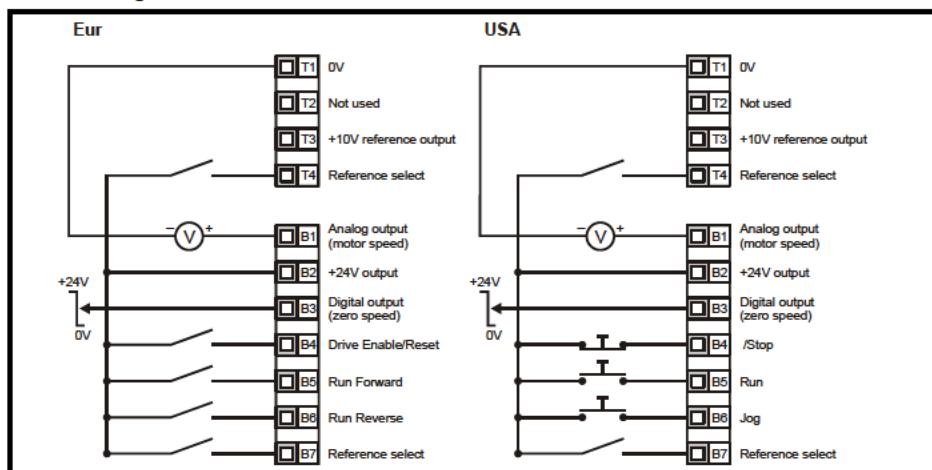 Eur
T1 0V
T2 Not used
T3 +10V reference output
T4 Reference select
− V +
B1 Analog output
(motor speed)
B2 +24V output
+24V
0V
B3 Digital output
(zero speed)
B4 Drive Enable/Reset
B5 Run Forward
B6 Run Reverse
B7 Reference select
USA
T1 0V
T2 Not used
T3 +10V reference output
T4 Reference select
− V +
B1 Analog output
(motor speed)
B2 +24V output
+24V
0V
B3 Digital output
(zero speed)
B4 /Stop
B5 Run
B6 Jog
B7 Reference select